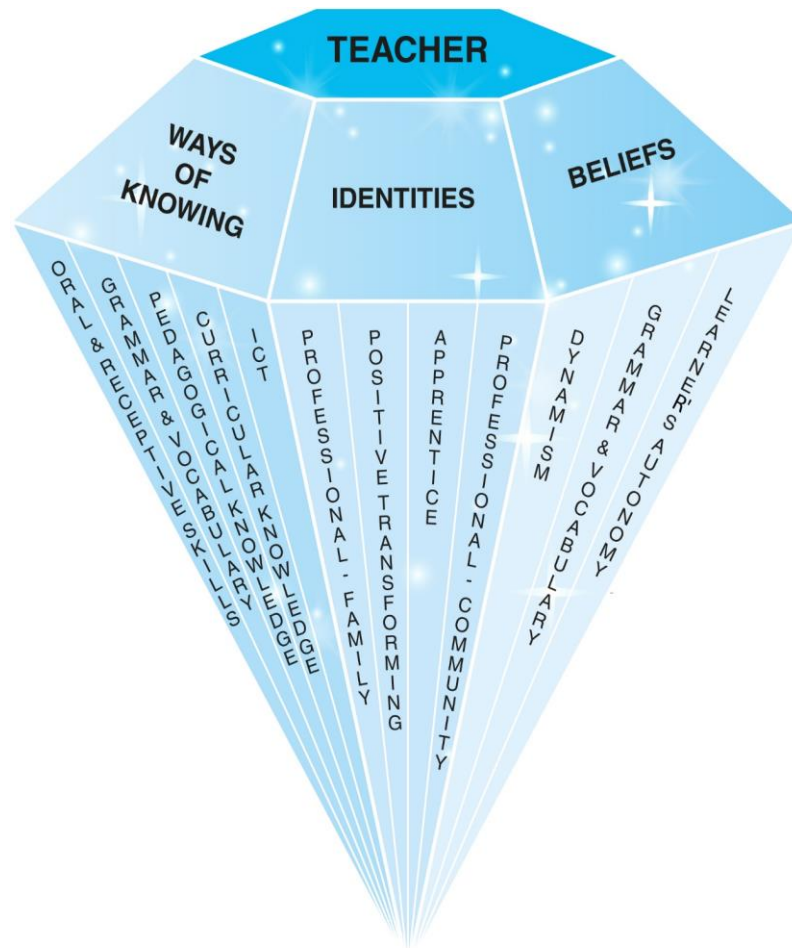 TEACHER
WAYS
OF
KNOWING
IDENTITIES
BELIEFS
ORAL & RECEPTIVE SKILLS
GRAMMAR & VOCABULARY
PEDAGOGICAL KNOWLEDGE
CURRICULAR KNOWLEDGE
ICT
PROFESSIONAL - FAMILY
POSITIVE TRANSFORMING
APPRENTICE
PROFESSIONAL - COMMUNITY
DYNAMISM
GRAMMAR & VOCABULARY
LEARNER'S AUTONOMY